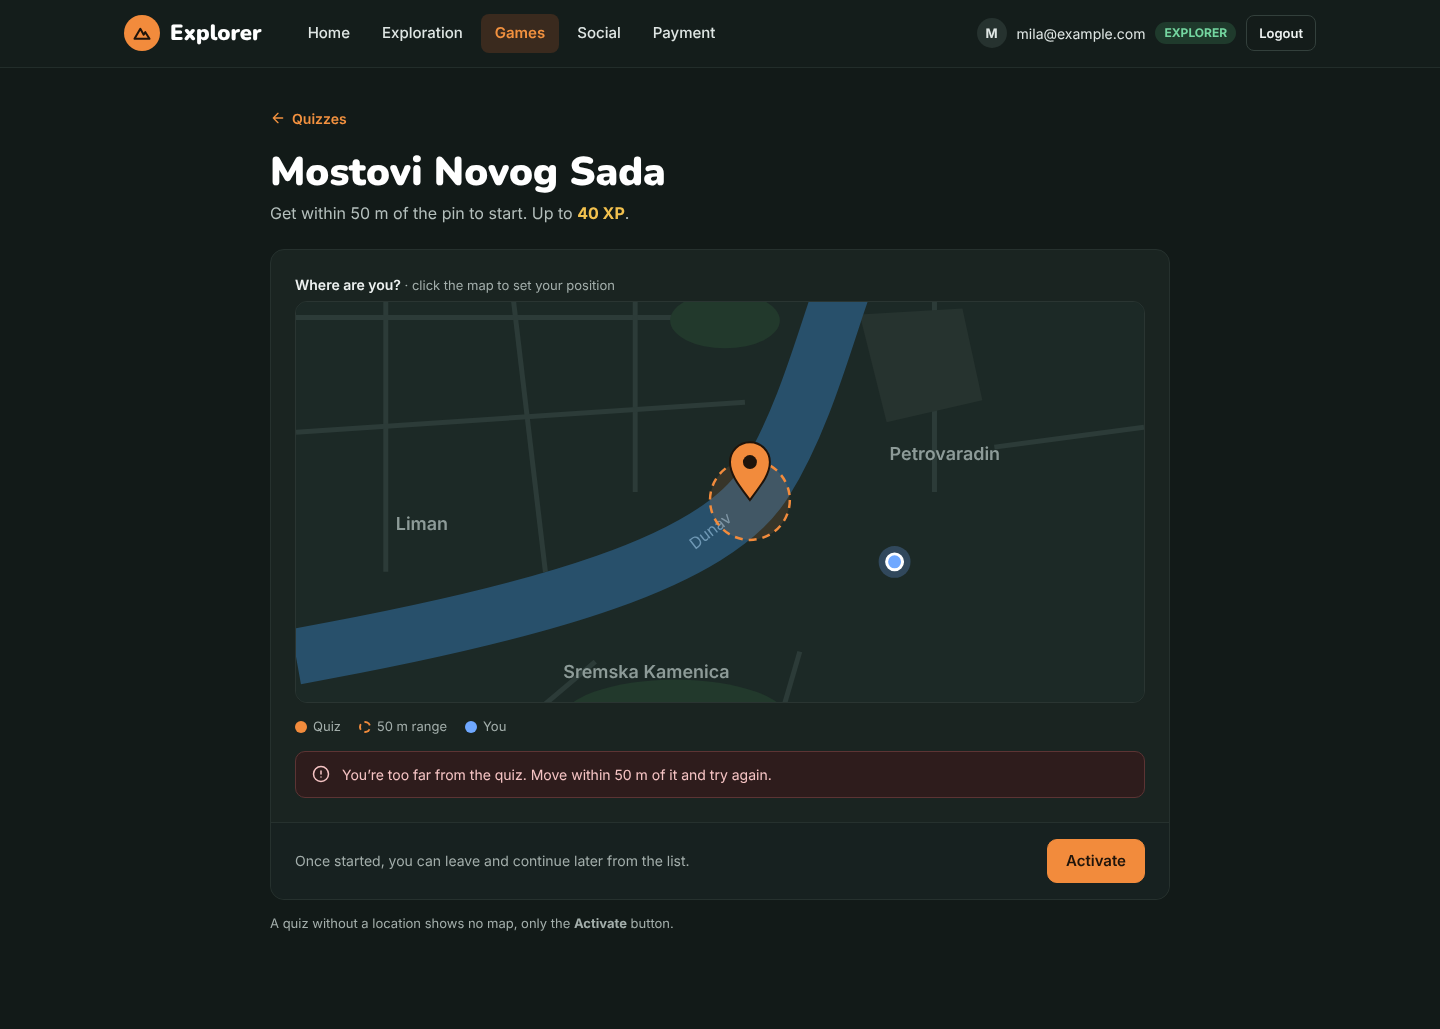 Explorer
Home
Exploration
Games
Social
Payment
M
mila@example.com
EXPLORER
Logout
← Quizzes
Mostovi Novog Sada
Get within 50 m of the pin to start. Up to 40 XP.
Where are you? · click the map to set your position
Petrovaradin
Liman
Dunav
Sremska Kamenica
Quiz
50 m range
You
You’re too far from the quiz. Move within 50 m of it and try again.
Once started, you can leave and continue later from the list.
Activate
A quiz without a location shows no map, only the Activate button.